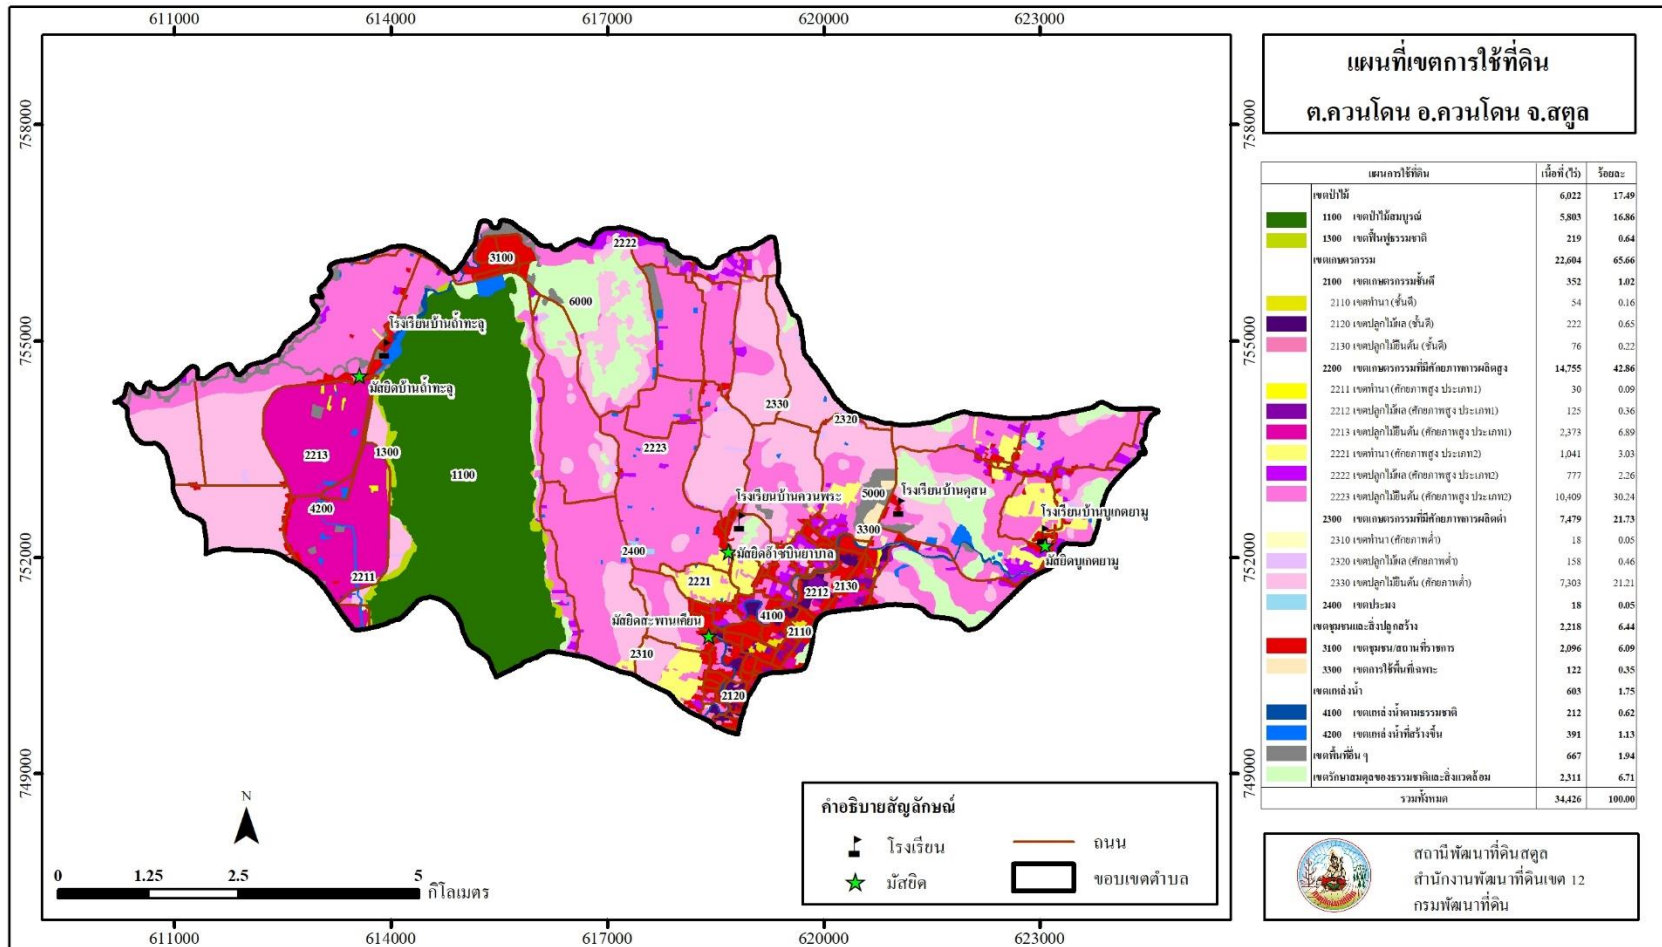 611000
614000
617000
620000
623000
แผนที่เขตการใช้ที่ดิน
ต.ควนโดน อ.ควนโดน จ.สตูล
758000
755000
752000
749000
758000
755000
752000
749000
2222
3100
6000
โรงเรียนบ้านถ้ำทะลุ
มัสยิดบ้านถ้ำทะลุ
2330
2320
2213
1300
1100
2223
4200
โรงเรียนบ้านควนพระ
5000
โรงเรียนบ้านดูสน
โรงเรียนบ้านบูเกตยามู
3300
2400
มัสยิดบูเกตยามู
2211
2221
2212
2130
มัสยิดสะพานเคียน
4100
2110
2310
2120
แผนการใช้ที่ดิน เนื้อที่ (ไร่) ร้อยละ
เขตป่าไม้ 6,022 17.49
1100 เขตป่าไม้สมบูรณ์ 5,803 16.86
1300 เขตฟื้นฟูธรรมชาติ 219 0.64
เขตเกษตรกรรม 22,604 65.66
2100 เขตเกษตรกรรมชั้นดี 352 1.02
2110 เขตทำนา (ชั้นดี) 54 0.16
2120 เขตปลูกไม้ผล (ชั้นดี) 222 0.65
2130 เขตปลูกไม้ยืนต้น (ชั้นดี) 76 0.22
2200 เขตเกษตรกรรมที่มีศักยภาพการผลิตสูง 14,755 42.86
2211 เขตทำนา (ศักยภาพสูง ประเภท1) 30 0.09
2212 เขตปลูกไม้ผล (ศักยภาพสูง ประเภท1) 125 0.36
2213 เขตปลูกไม้ยืนต้น (ศักยภาพสูง ประเภท1) 2,373 6.89
2221 เขตทำนา (ศักยภาพสูง ประเภท2) 1,041 3.03
2222 เขตปลูกไม้ผล (ศักยภาพสูง ประเภท2) 777 2.26
2223 เขตปลูกไม้ยืนต้น (ศักยภาพสูง ประเภท2) 10,409 30.24
2300 เขตเกษตรกรรมที่มีศักยภาพการผลิตต่ำ 7,479 21.73
2310 เขตทำนา (ศักยภาพต่ำ) 18 0.05
2320 เขตปลูกไม้ผล (ศักยภาพต่ำ) 158 0.46
2330 เขตปลูกไม้ยืนต้น (ศักยภาพต่ำ) 7,303 21.21
2400 เขตประมง 18 0.05
เขตชุมชนและสิ่งปลูกสร้าง 2,218 6.44
3100 เขตชุมชน/สถานที่ราชการ 2,096 6.09
3300 เขตการใช้พื้นที่เฉพาะ 122 0.35
เขตแหล่งน้ำ 603 1.75
4100 เขตแหล่งน้ำตามธรรมชาติ 212 0.62
4200 เขตแหล่งน้ำที่สร้างขึ้น 391 1.13
เขตพื้นที่อื่น ๆ 667 1.94
เขตรักษาสมดุลของธรรมชาติและสิ่งแวดล้อม 2,311 6.71
รวมทั้งหมด 34,426 100.00
คำอธิบายสัญลักษณ์
โรงเรียน ถนน
มัสยิด ขอบเขตตำบล
N
0 1.25 2.5 5
กิโลเมตร
สถานีพัฒนาที่ดินสตูล
สำนักงานพัฒนาที่ดินเขต 12
กรมพัฒนาที่ดิน
611000
614000
617000
620000
623000